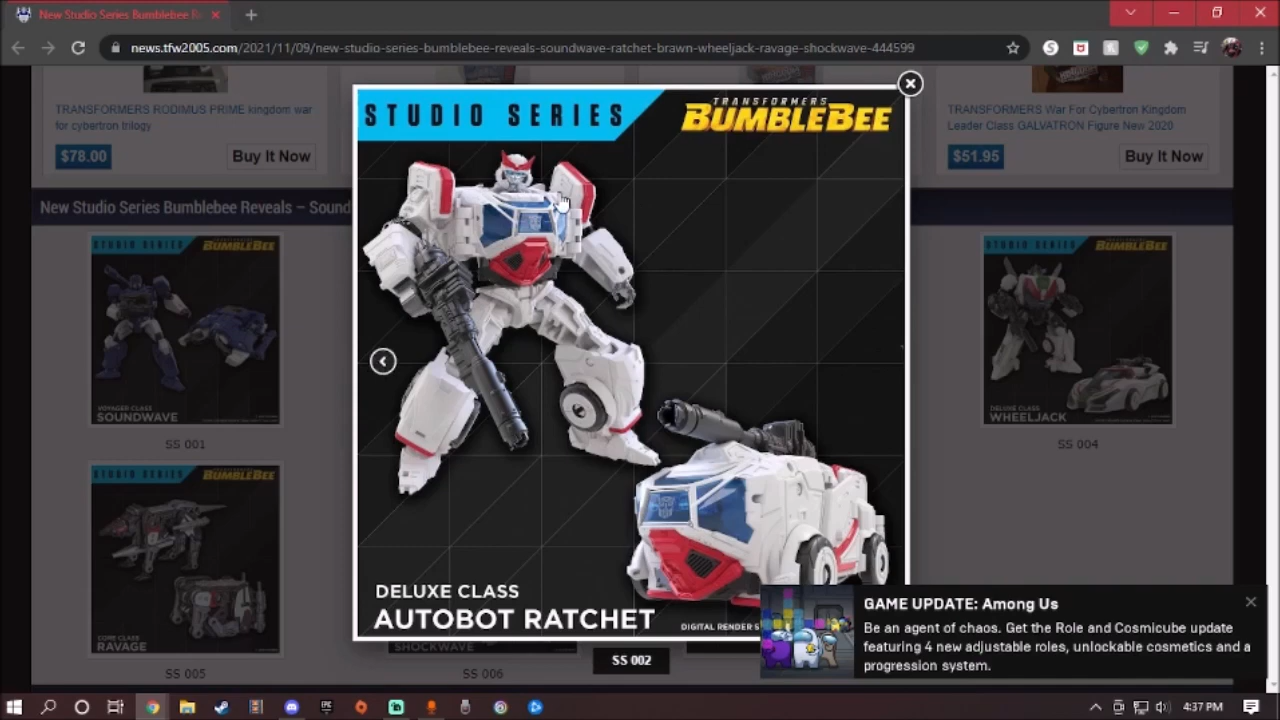 New Studio Series Bumblebee R
news.tfw2005.com/2021/11/09/new-studio-series-bumblebee-reveals-soundwave-ratchet-brawn-wheeljack-ravage-shockwave-444599
TRANSFORMERS RODIMUS PRIME kingdom war
for cybertron trilogy
$78.00
Buy It Now
TRANSFORMERS War For Cybertron Kingdom
Leader Class GALVATRON Figure New 2020
$51.95
Buy It Now
New Studio Series Bumblebee Reveals – Sound
STUDIO SERIES
TRANSFORMERS
BUMBLEBEE
DELUXE CLASS
AUTOBOT RATCHET
DIGITAL RENDER S
SS 002
STUDIO SERIES
BUMBLEBEE
VOYAGER CLASS
SOUNDWAVE
SS 001
STUDIO SERIES
BUMBLEBEE
DELUXE CLASS
WHEELJACK
SS 004
STUDIO SERIES
BUMBLEBEE
CORE CLASS
RAVAGE
SS 005
SHOCKWAVE
SS 006
GAME UPDATE: Among Us
Be an agent of chaos. Get the Role and Cosmicube update
featuring 4 new adjustable roles, unlockable cosmetics and a
progression system.
4:37 PM